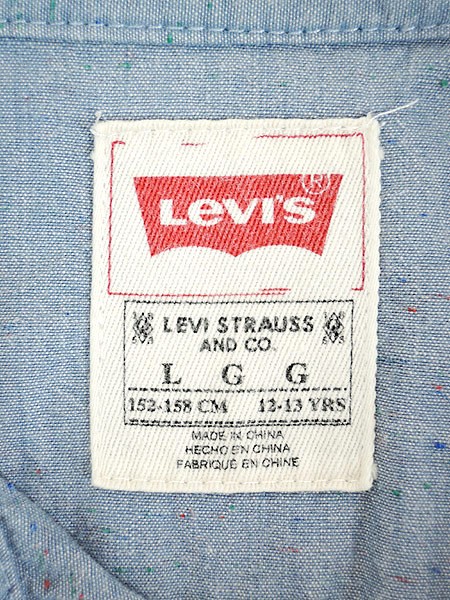 Levi's®
LEVI STRAUSS
AND CO.
L G G
152-158 CM 12-13 YRS
MADE IN CHINA
HECHO EN CHINA
FABRIQUÉ EN CHINE